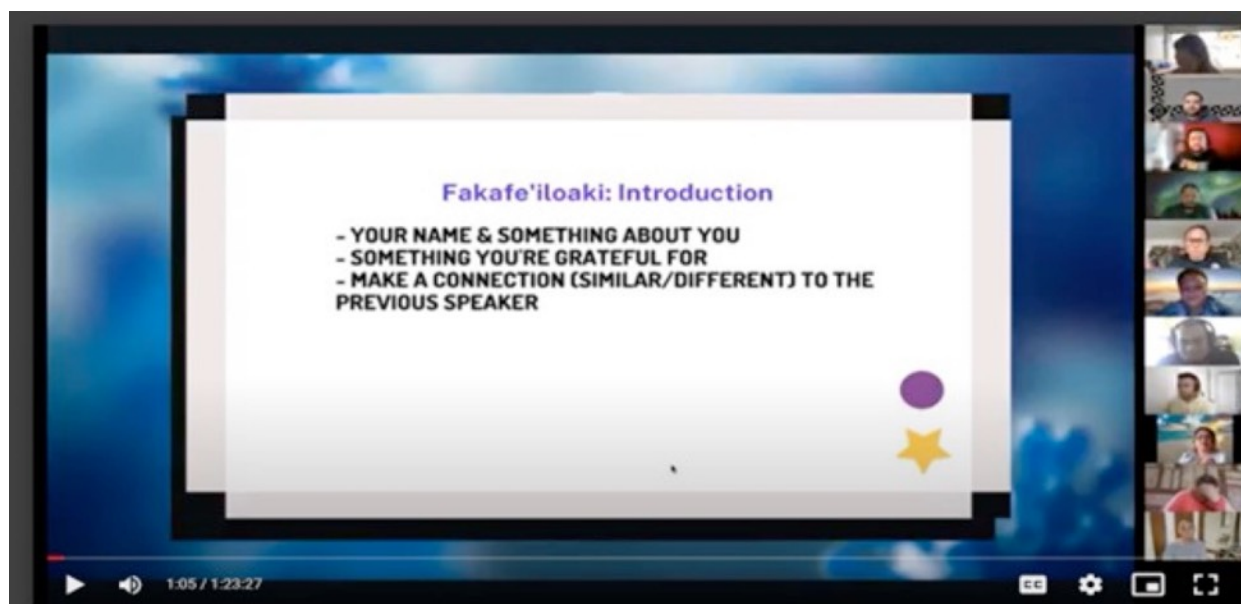 Fakafe'iloaki: Introduction
- YOUR NAME & SOMETHING ABOUT YOU
- SOMETHING YOU'RE GRATEFUL FOR
- MAKE A CONNECTION (SIMILAR/DIFFERENT) TO THE
PREVIOUS SPEAKER
1:05 / 1:23:27
CC